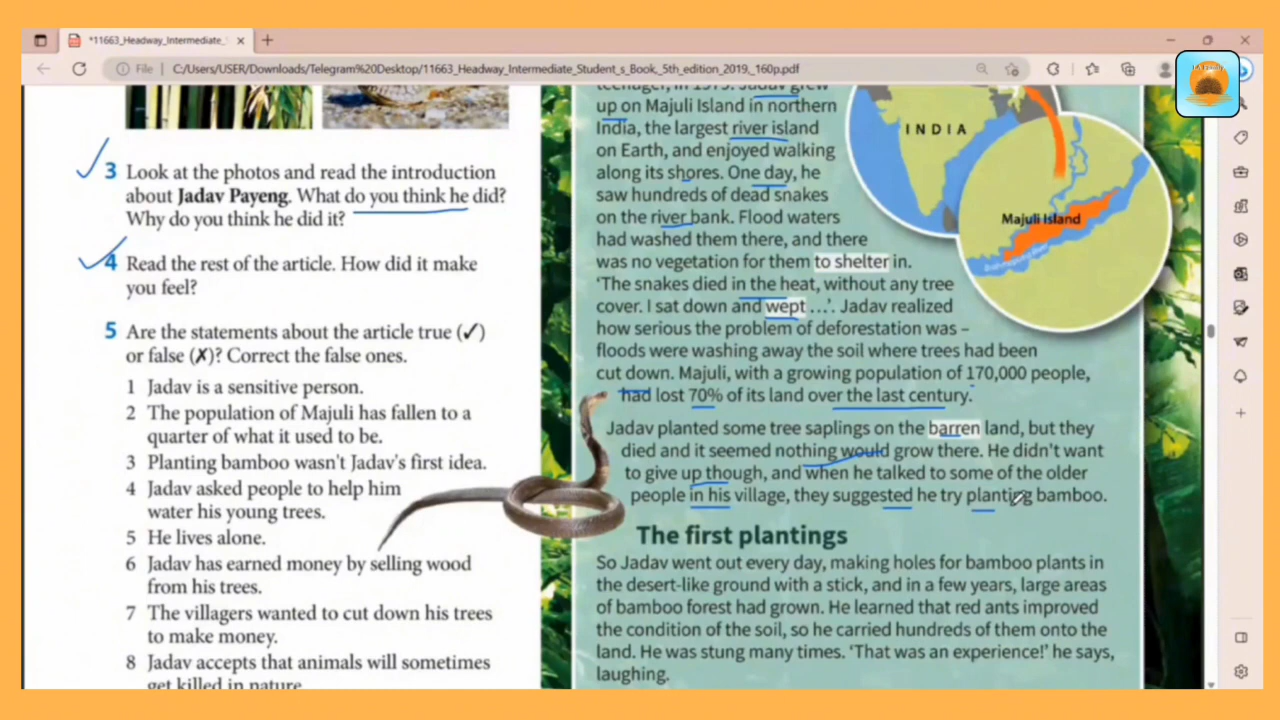 *11663_Headway_Intermediate_
File
C:/Users/USER/Downloads/Telegram%20Desktop/11663_Headway_Intermediate_Student_s_Book,_5th_edition_2019,_160p.pdf
3 Look at the photos and read the introduction
about Jadav Payeng. What do you think he did?
Why do you think he did it?
4 Read the rest of the article. How did it make
you feel?
5 Are the statements about the article true (✓)
or false (✗)? Correct the false ones.
1 Jadav is a sensitive person.
2 The population of Majuli has fallen to a
quarter of what it used to be.
3 Planting bamboo wasn't Jadav's first idea.
4 Jadav asked people to help him
water his young trees.
5 He lives alone.
6 Jadav has earned money by selling wood
from his trees.
7 The villagers wanted to cut down his trees
to make money.
8 Jadav accepts that animals will sometimes
get killed in nature.
teenager, in 1979. Jadav grew
up on Majuli Island in northern
India, the largest river island
on Earth, and enjoyed walking
along its shores. One day, he
saw hundreds of dead snakes
on the river bank. Flood waters
had washed them there, and there
was no vegetation for them to shelter in.
‘The snakes died in the heat, without any tree
cover. I sat down and wept …’. Jadav realized
how serious the problem of deforestation was –
floods were washing away the soil where trees had been
cut down. Majuli, with a growing population of 170,000 people,
had lost 70% of its land over the last century.
Jadav planted some tree saplings on the barren land, but they
died and it seemed nothing would grow there. He didn't want
to give up though, and when he talked to some of the older
people in his village, they suggested he try planting bamboo.
The first plantings
So Jadav went out every day, making holes for bamboo plants in
the desert-like ground with a stick, and in a few years, large areas
of bamboo forest had grown. He learned that red ants improved
the condition of the soil, so he carried hundreds of them onto the
land. He was stung many times. ‘That was an experience!’ he says,
laughing.
INDIA
Majuli Island